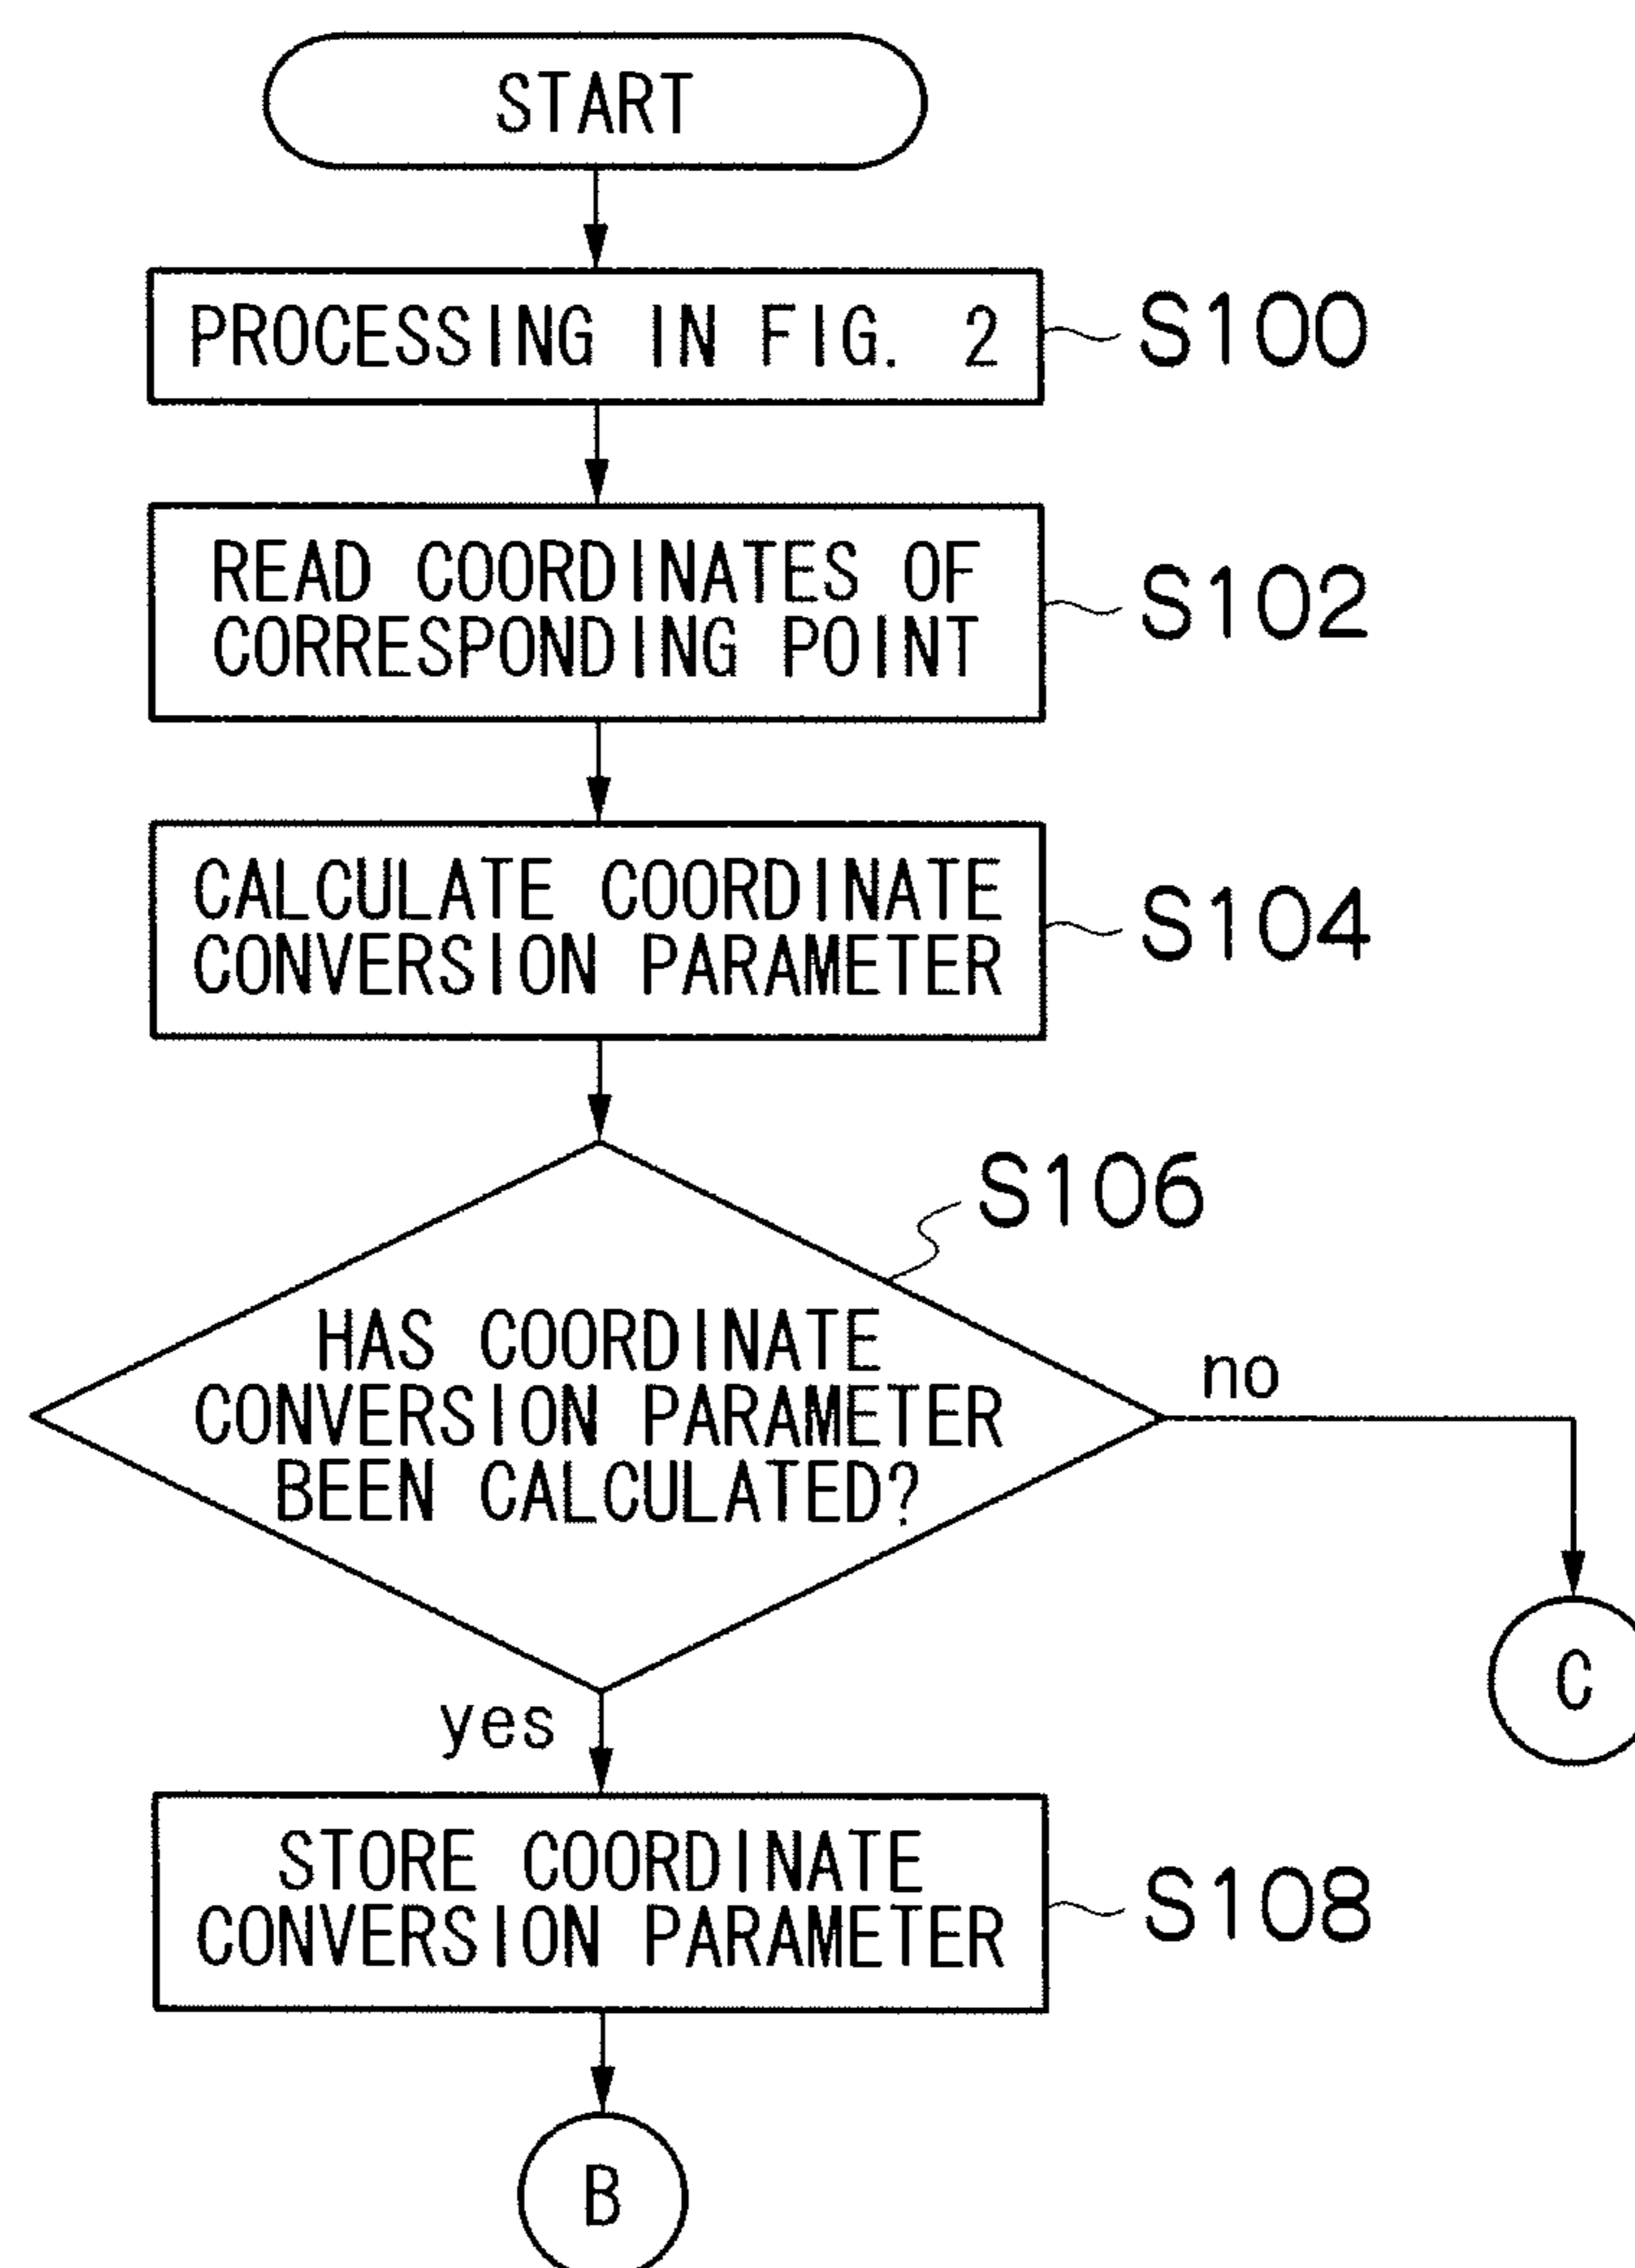 START
PROCESSING IN FIG. 2
S100
READ COORDINATES OF
CORRESPONDING POINT
S102
CALCULATE COORDINATE
CONVERSION PARAMETER
S104
S106
HAS COORDINATE
CONVERSION PARAMETER
BEEN CALCULATED?
no
C
yes
STORE COORDINATE
CONVERSION PARAMETER
S108
B